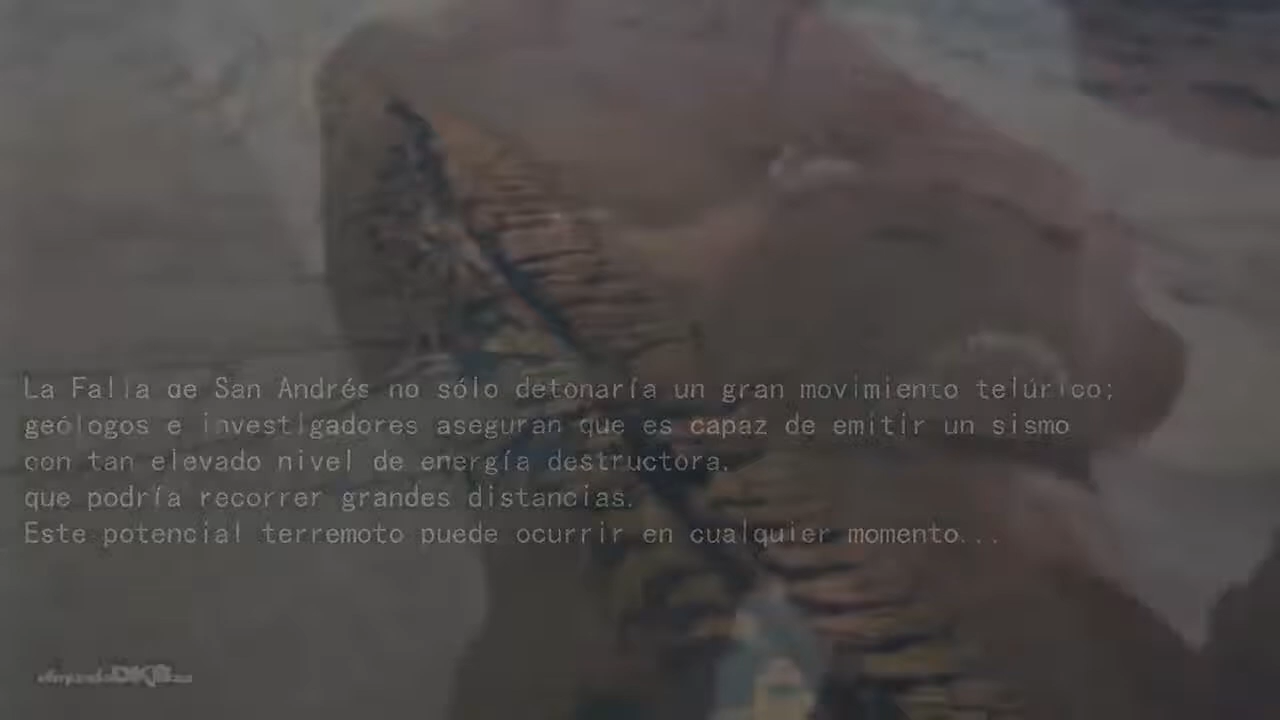 La Falla de San Andrés no sólo detonaría un gran movimiento telúrico;
geólogos e investigadores aseguran que es capaz de emitir un sismo
con tan elevado nivel de energía destructora,
que podría recorrer grandes distancias.
Este potencial terremoto puede ocurrir en cualquier momento...